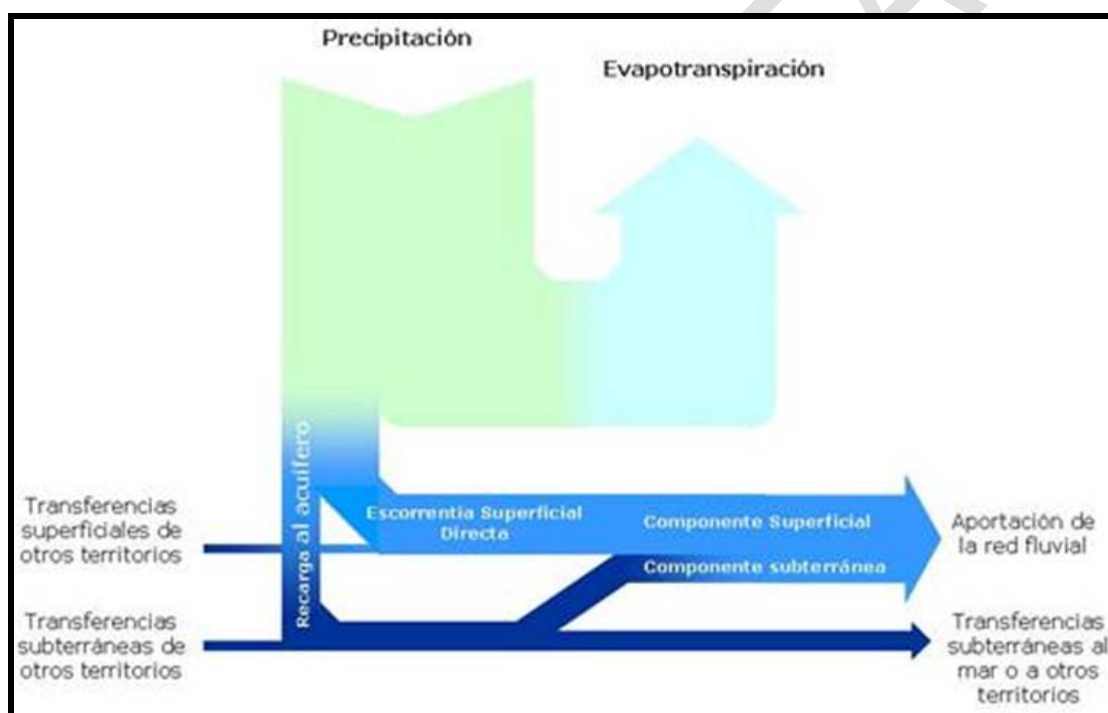 Precipitación
Evapotranspiración
Recarga al acuífero
Transferencias
superficiales de
otros territorios
Escorrentia Superficial
Directa
Componente Superficial
Aportación de
la red fluvial
Componente subterránea
Transferencias
subterráneas de
otros territorios
Transferencias
subterráneas al
mar o a otros
territorios